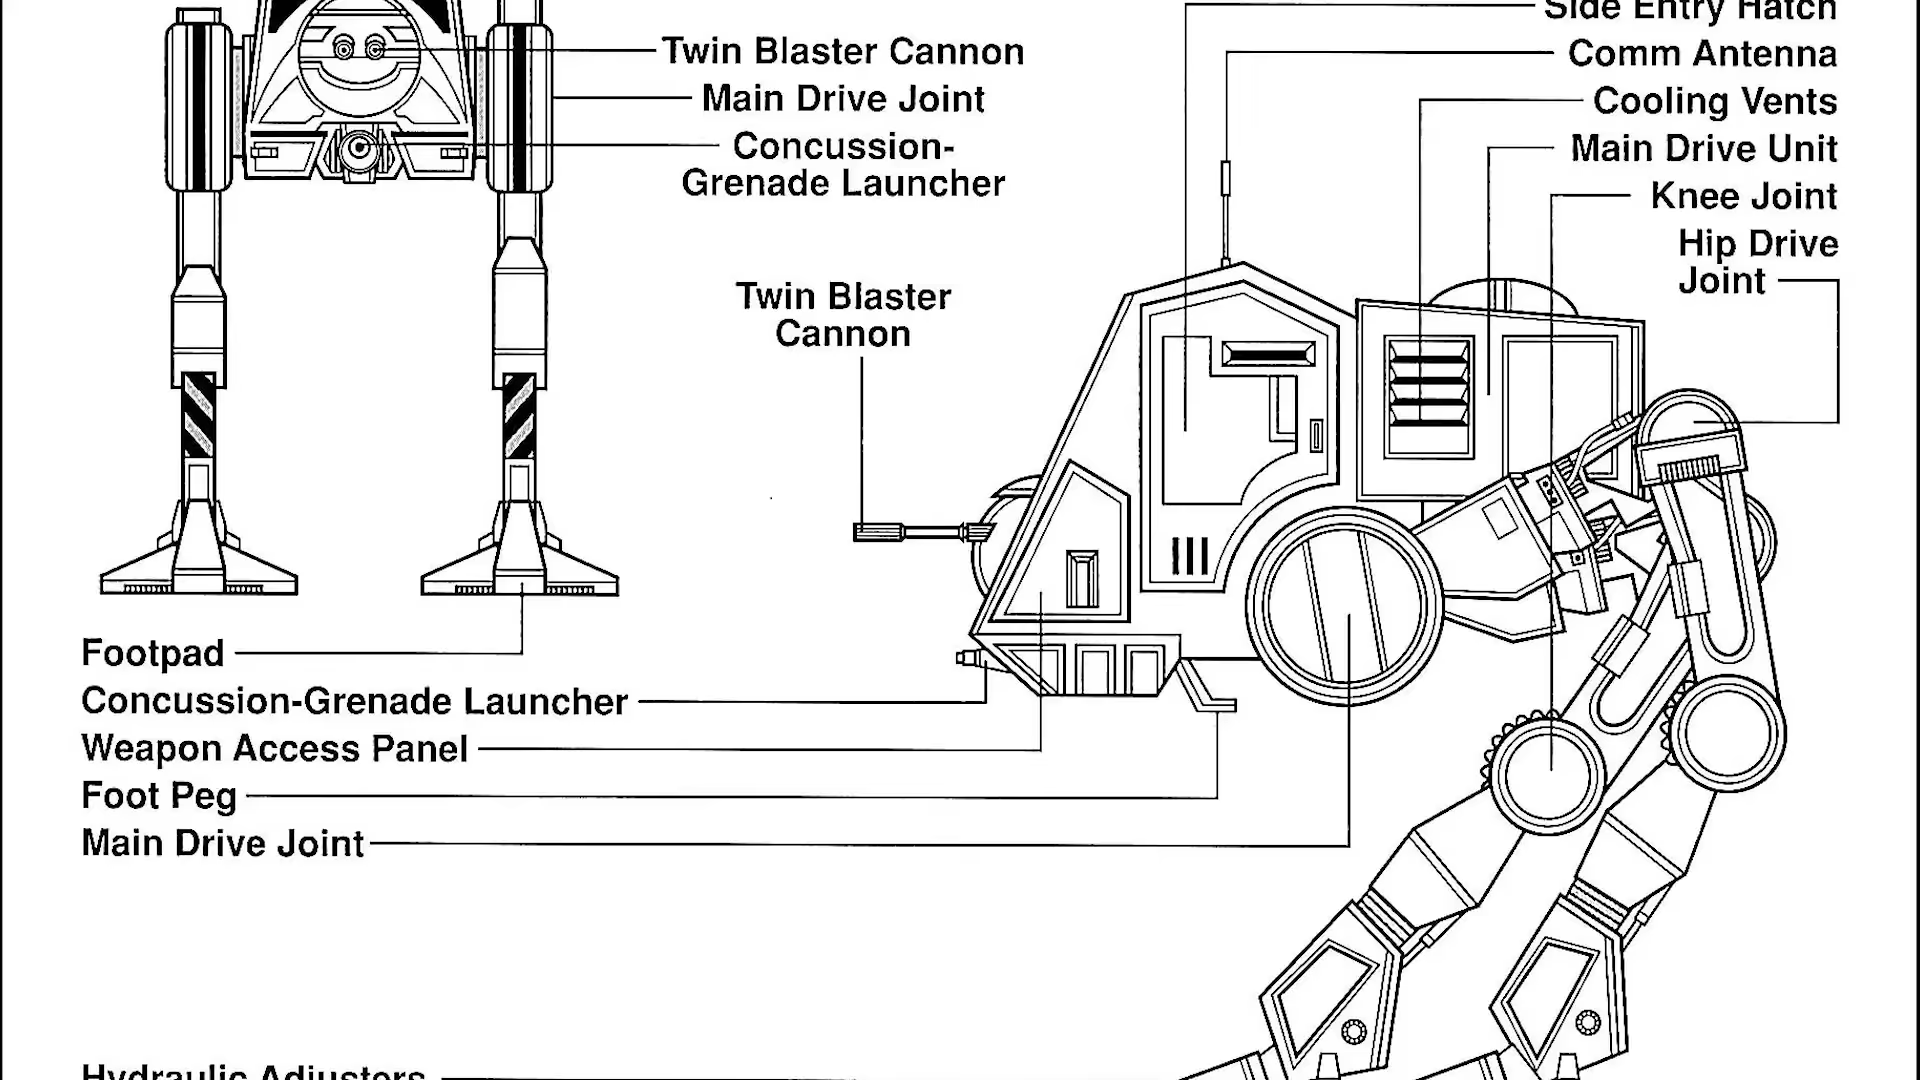 Side Entry Hatch
Twin Blaster Cannon
Comm Antenna
Main Drive Joint
Cooling Vents
Concussion-
Grenade Launcher
Main Drive Unit
Knee Joint
Hip Drive
Joint
Twin Blaster
Cannon
Footpad
Concussion-Grenade Launcher
Weapon Access Panel
Foot Peg
Main Drive Joint
Hydraulic Adjusters